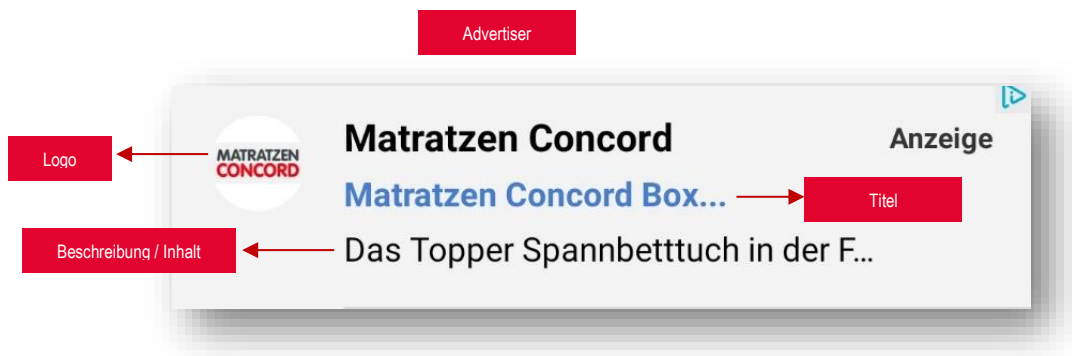 Advertiser
Matratzen Concord
Anzeige
Logo
MATRATZEN
CONCORD
Matratzen Concord Box...
Titel
Beschreibung / Inhalt
Das Topper Spannbetttuch in der F...